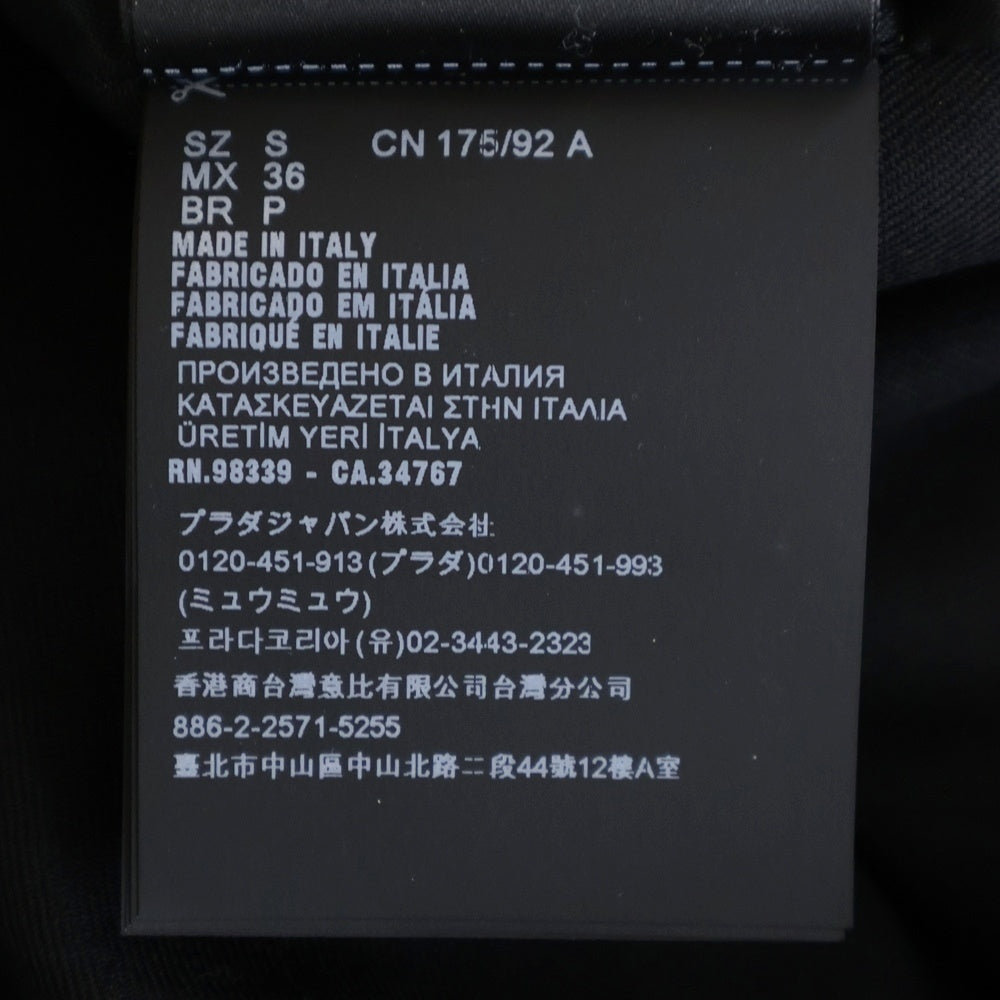 SZ S CN 175/92 A
MX 36
BR P
MADE IN ITALY
FABRICADO EN ITALIA
FABRICADO EM ITÁLIA
FABRIQUÉ EN ITALIE
ПРОИЗВЕДЕНО В ИТАЛИЯ
ΚΑΤΑΣΚΕΥΑΖΕΤΑΙ ΣΤΗΝ ΙΤΑΛΙΑ
ÜRETİM YERİ İTALYA
RN.98339 - CA.34767
プラダジャパン株式会社
0120-451-913(プラダ)0120-451-993
(ミュウミュウ)
프라다코리아(유)02-3443-2323
香港商台灣意比有限公司台灣分公司
886-2-2571-5255
臺北市中山區中山北路二段44號12樓A室